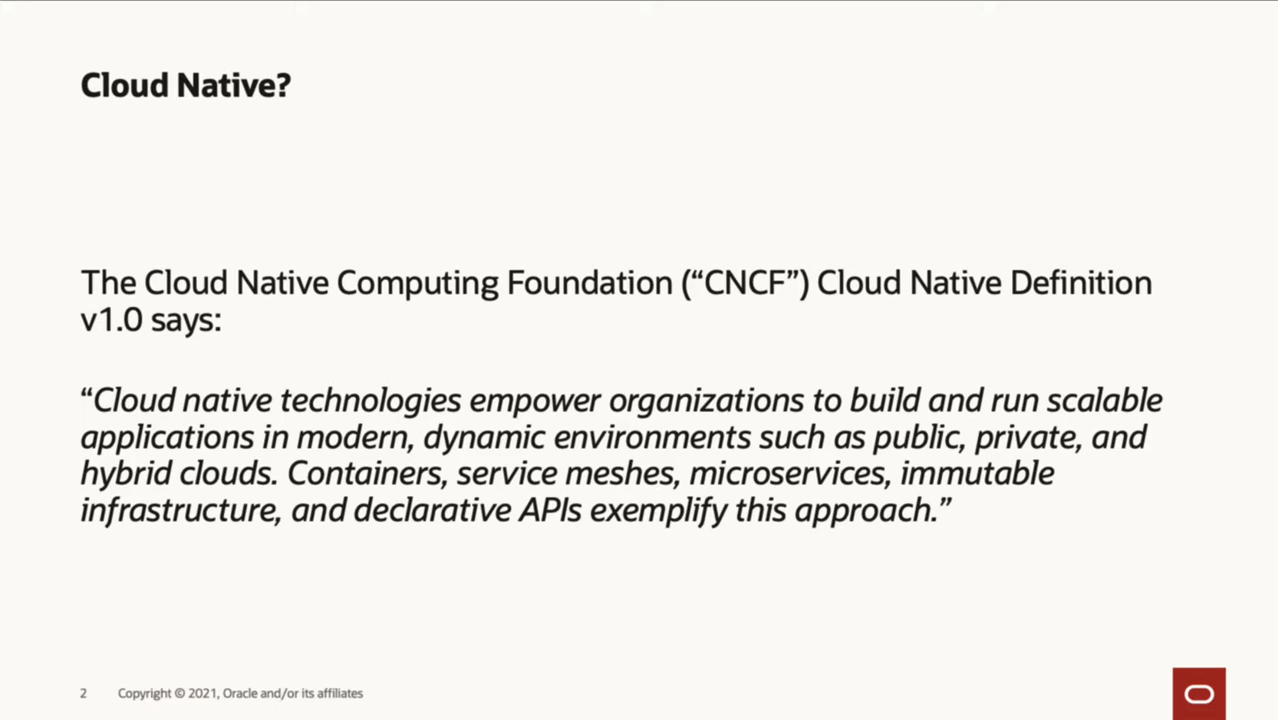 Cloud Native?
The Cloud Native Computing Foundation (“CNCF”) Cloud Native Definition
v1.0 says:
“Cloud native technologies empower organizations to build and run scalable
applications in modern, dynamic environments such as public, private, and
hybrid clouds. Containers, service meshes, microservices, immutable
infrastructure, and declarative APIs exemplify this approach.”
2 Copyright © 2021, Oracle and/or its affiliates